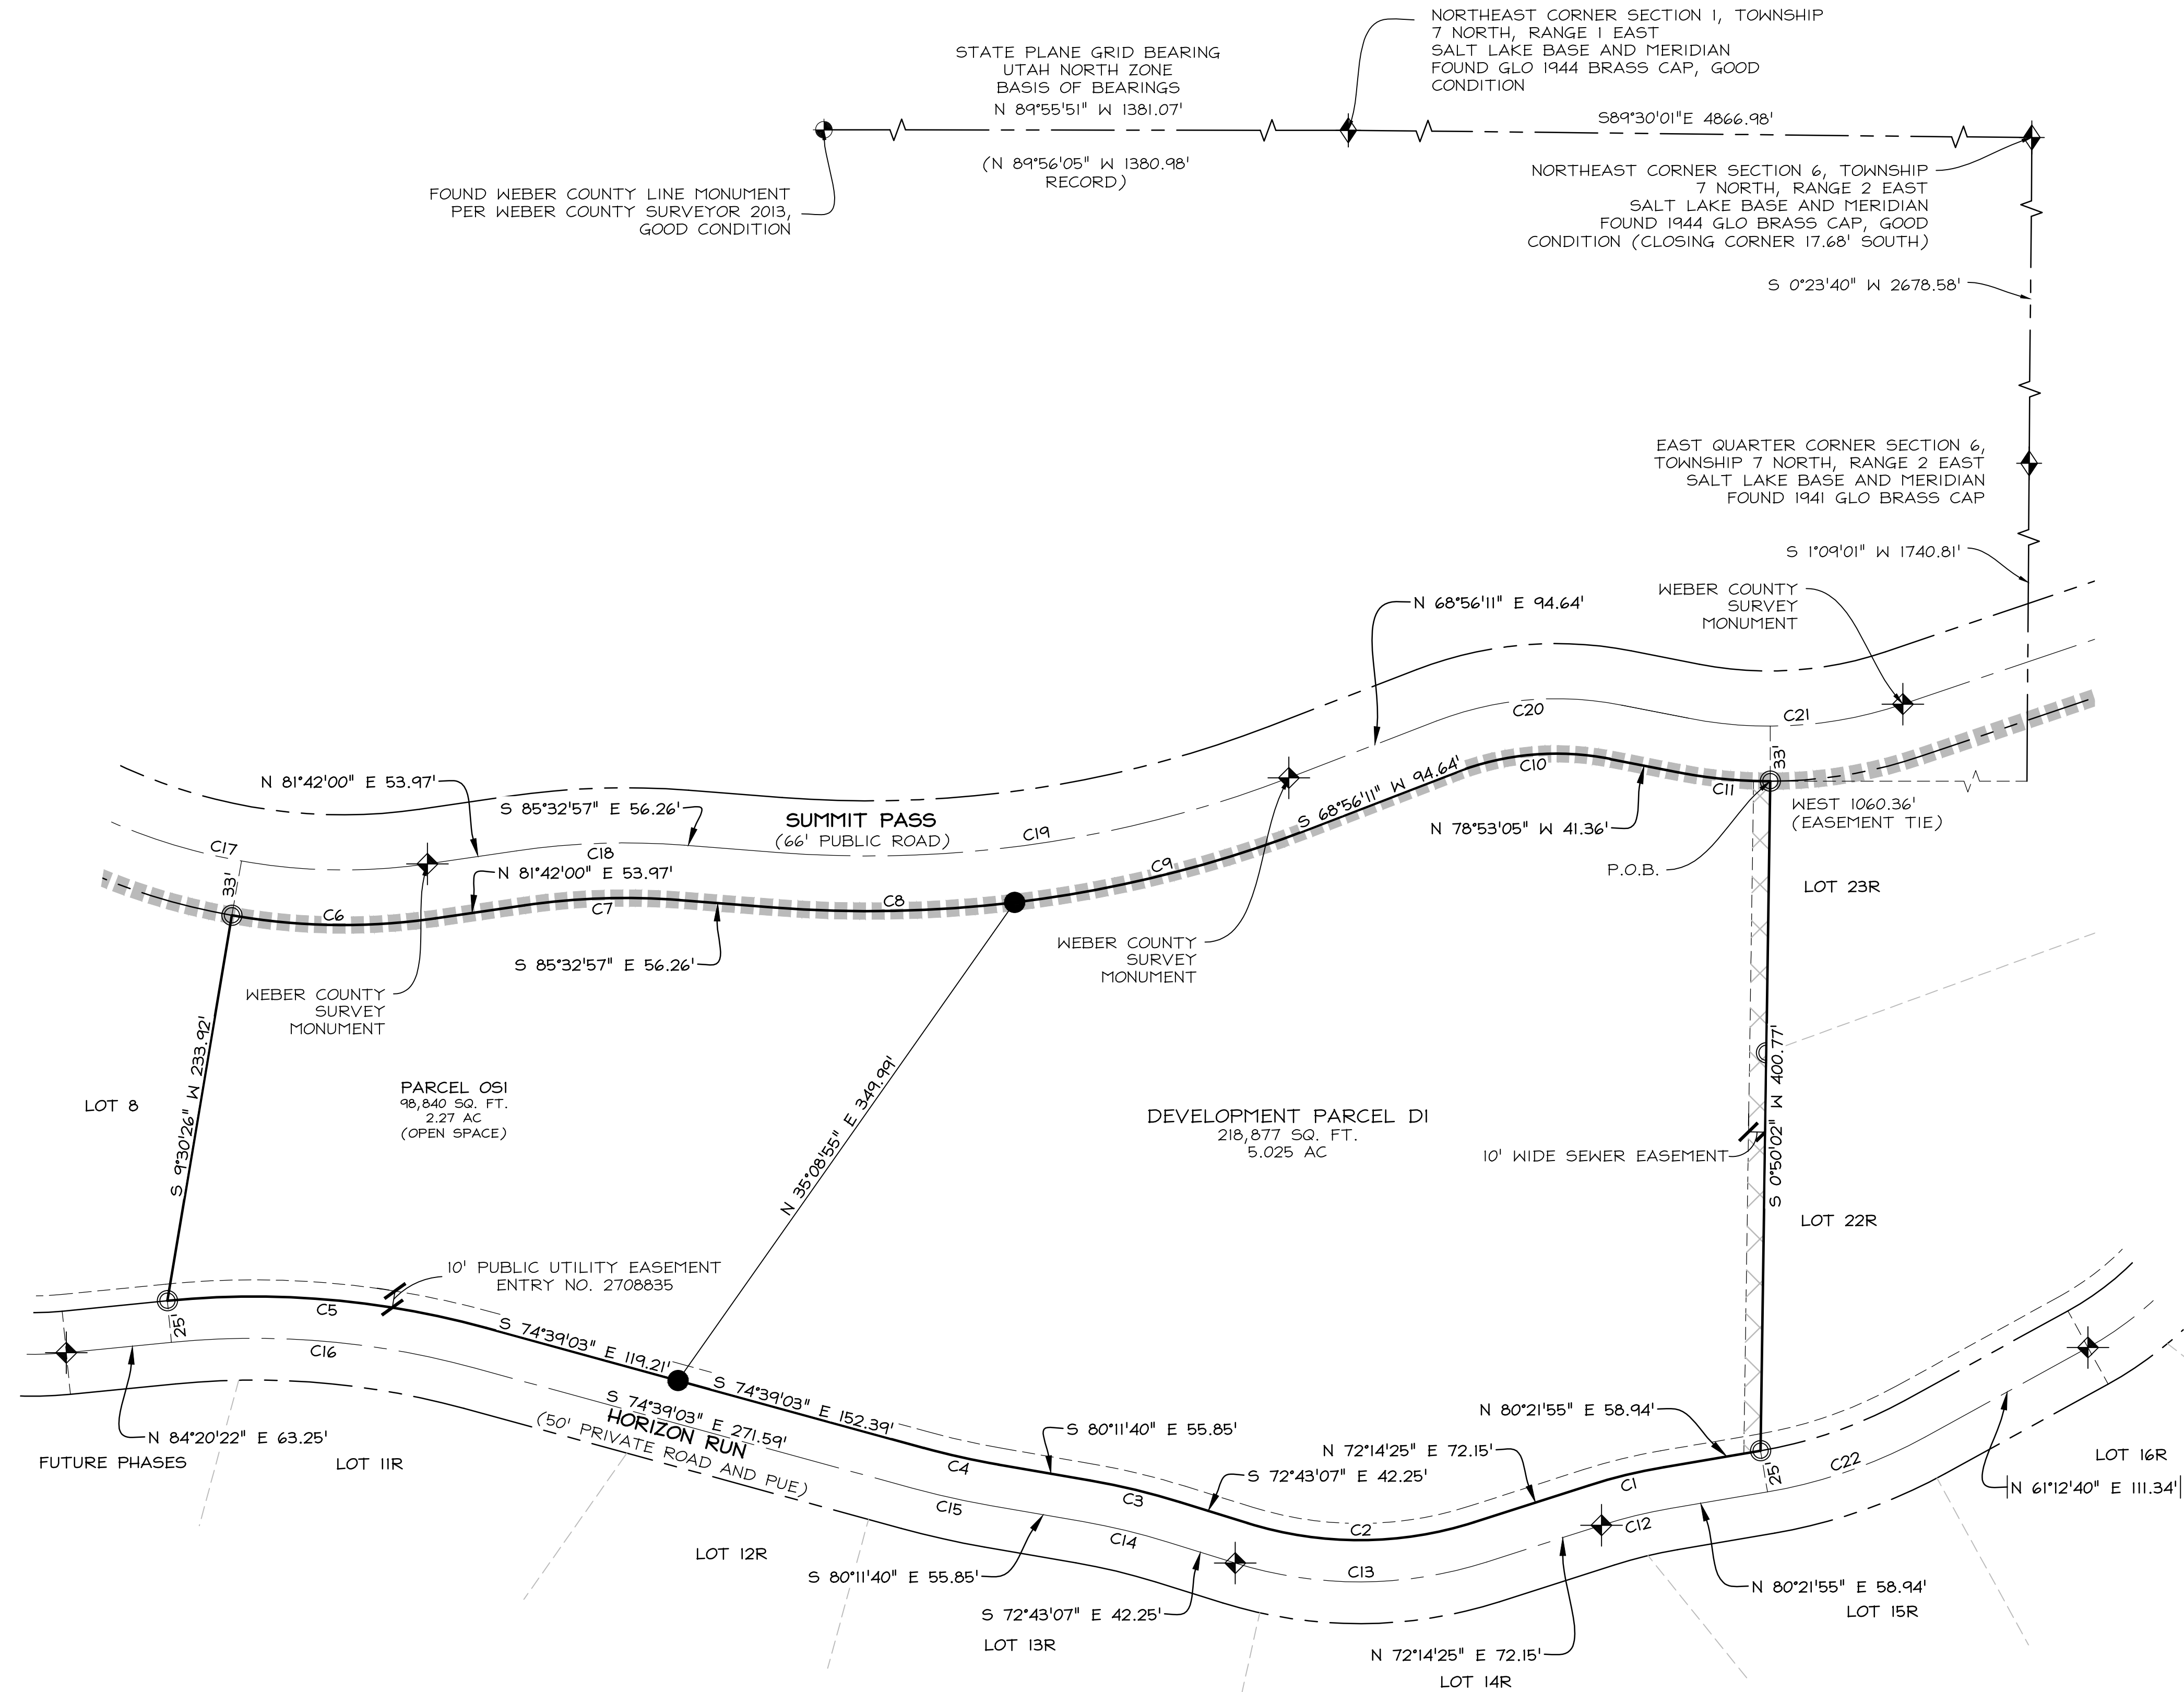 NORTHEAST CORNER SECTION 1, TOWNSHIP
7 NORTH, RANGE 1 EAST
SALT LAKE BASE AND MERIDIAN
FOUND GLO 1944 BRASS CAP, GOOD
CONDITION
STATE PLANE GRID BEARING
UTAH NORTH ZONE
BASIS OF BEARINGS
N 89°55'51" W 1381.07'
(N 89°56'05" W 1380.98'
RECORD)
S89°30'01"E 4866.98'
FOUND WEBER COUNTY LINE MONUMENT
PER WEBER COUNTY SURVEYOR 2013,
GOOD CONDITION
NORTHEAST CORNER SECTION 6, TOWNSHIP
7 NORTH, RANGE 2 EAST
SALT LAKE BASE AND MERIDIAN
FOUND 1944 GLO BRASS CAP, GOOD
CONDITION (CLOSING CORNER 17.68' SOUTH)
S 0°23'40" W 2678.58'
EAST QUARTER CORNER SECTION 6,
TOWNSHIP 7 NORTH, RANGE 2 EAST
SALT LAKE BASE AND MERIDIAN
FOUND 1941 GLO BRASS CAP
S 1°09'01" W 1740.81'
WEBER COUNTY
SURVEY
MONUMENT
N 68°56'11" E 94.64'
C20
C21
33'
N 81°42'00" E 53.97'
S 85°32'57" E 56.26'
SUMMIT PASS
(66' PUBLIC ROAD)
C17
C18
C19
33'
N 81°42'00" E 53.97'
S 68°56'11" W 94.64'
C10
C11
N 78°53'05" W 41.36'
WEST 1060.36'
(EASEMENT TIE)
P.O.B.
C6
C7
C8
C9
S 85°32'57" E 56.26'
WEBER COUNTY
SURVEY
MONUMENT
WEBER COUNTY
SURVEY
MONUMENT
LOT 23R
S 9°30'26" W 233.92'
LOT 8
PARCEL OS1
98,840 SQ. FT.
2.27 AC
(OPEN SPACE)
N 35°08'55" E 349.99'
DEVELOPMENT PARCEL D1
218,877 SQ. FT.
5.025 AC
10' WIDE SEWER EASEMENT
S 0°50'02" W 400.77'
LOT 22R
10' PUBLIC UTILITY EASEMENT
ENTRY NO. 2708835
C5
25'
C16
S 74°39'03" E 119.21'
S 74°39'03" E 152.39'
S 74°39'03" E 271.59'
HORIZON RUN
(50' PRIVATE ROAD AND PUE)
N 84°20'22" E 63.25'
FUTURE PHASES
LOT 11R
S 80°11'40" E 55.85'
N 80°21'55" E 58.94'
N 72°14'25" E 72.15'
S 72°43'07" E 42.25'
C4
C3
C2
C1
25'
C22
LOT 16R
N 61°12'40" E 111.34'
C15
C14
C13
C12
LOT 12R
S 80°11'40" E 55.85'
S 72°43'07" E 42.25'
LOT 13R
N 80°21'55" E 58.94'
LOT 15R
N 72°14'25" E 72.15'
LOT 14R